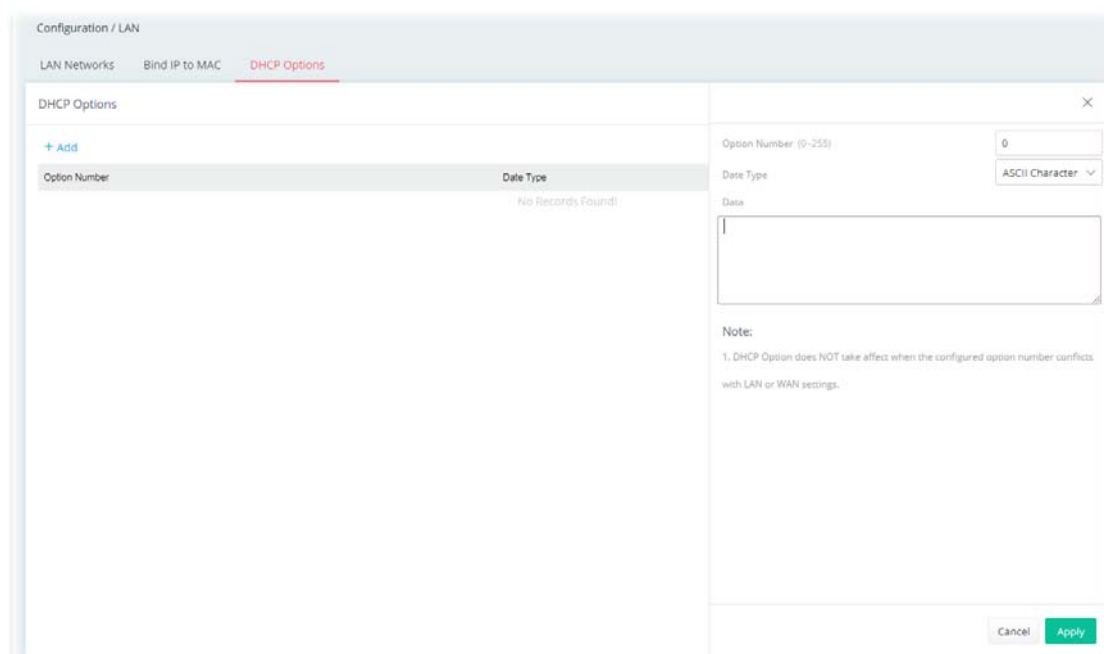 Configuration / LAN
LAN Networks Bind IP to MAC DHCP Options
DHCP Options
+ Add
Option Number Date Type
No Records Found!
Option Number (0~255) 0
Date Type ASCII Character
Data
Note:
1. DHCP Option does NOT take affect when the configured option number conflicts
with LAN or WAN settings.
Cancel Apply